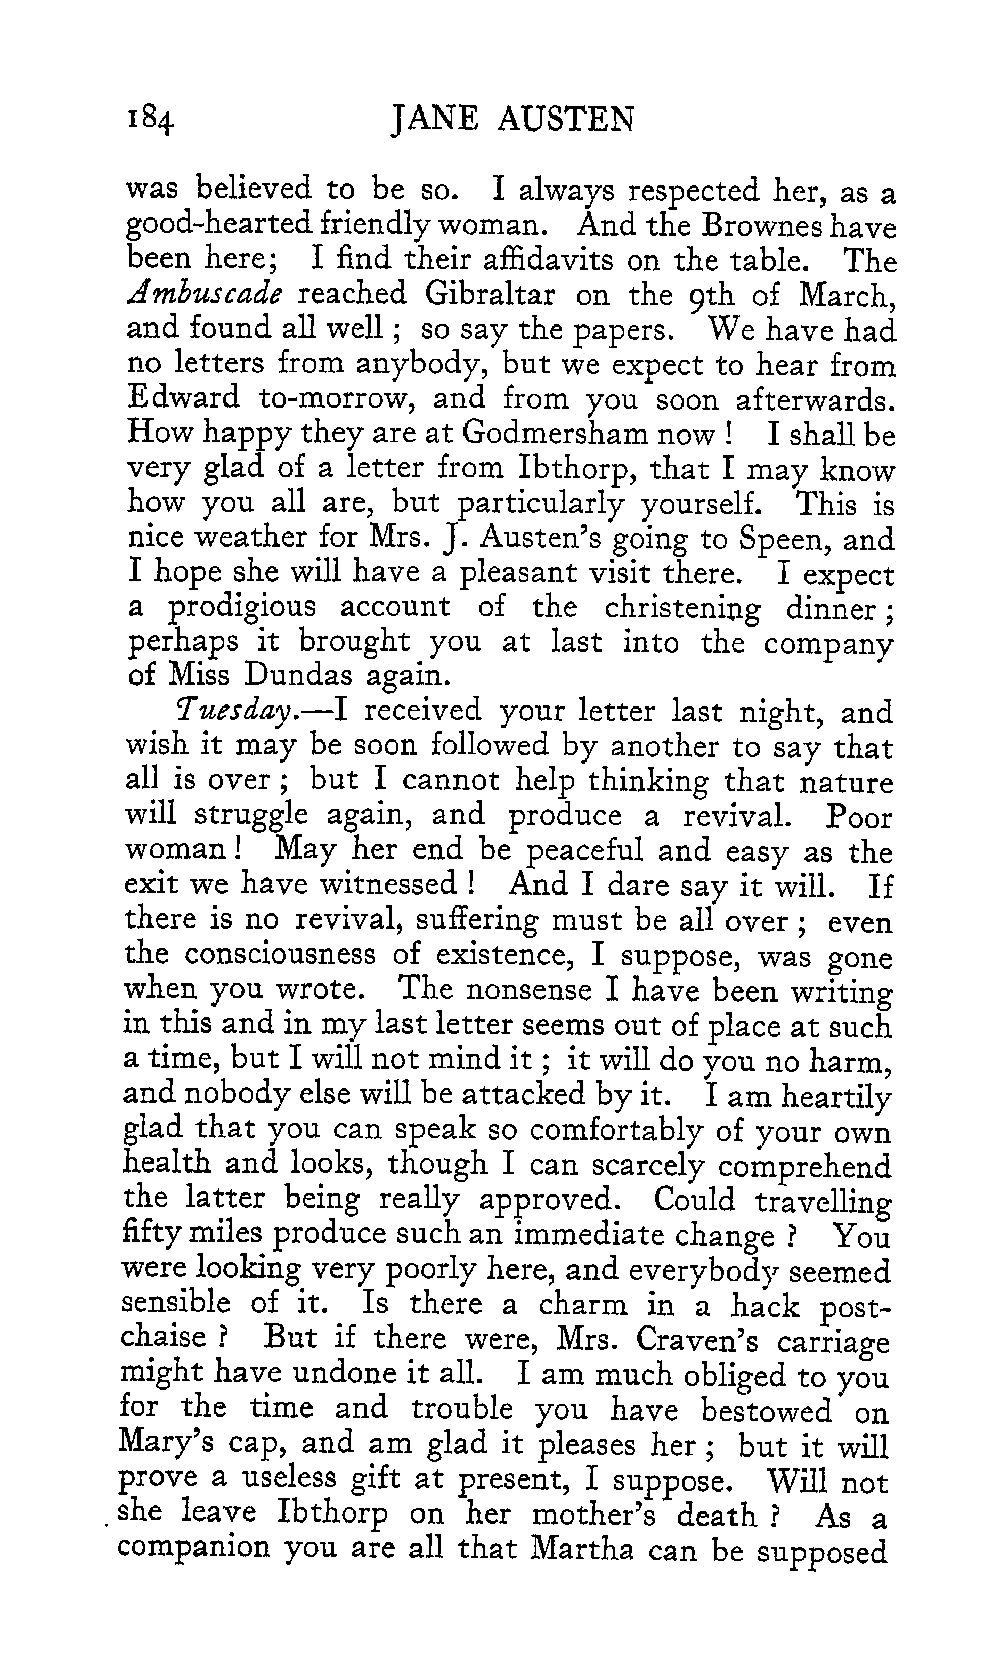 184 JANE AUSTEN
was believed to be so. I always respected her, as a
good-hearted friendly woman. And the Brownes have
been here; I find their affidavits on the table. The
Ambuscade reached Gibraltar on the 9th of March,
and found all well ; so say the papers. We have had
no letters from anybody, but we expect to hear from
Edward to-morrow, and from you soon afterwards.
How happy they are at Godmersham now ! I shall be
very glad of a letter from Ibthorp, that I may know
how you all are, but particularly yourself. This is
nice weather for Mrs. J. Austen's going to Speen, and
I hope she will have a pleasant visit there. I expect
a prodigious account of the christening dinner ;
perhaps it brought you at last into the company
of Miss Dundas again.
Tuesday.—I received your letter last night, and
wish it may be soon followed by another to say that
all is over ; but I cannot help thinking that nature
will struggle again, and produce a revival. Poor
woman ! May her end be peaceful and easy as the
exit we have witnessed ! And I dare say it will. If
there is no revival, suffering must be all over ; even
the consciousness of existence, I suppose, was gone
when you wrote. The nonsense I have been writing
in this and in my last letter seems out of place at such
a time, but I will not mind it ; it will do you no harm,
and nobody else will be attacked by it. I am heartily
glad that you can speak so comfortably of your own
health and looks, though I can scarcely comprehend
the latter being really approved. Could travelling
fifty miles produce such an immediate change ? You
were looking very poorly here, and everybody seemed
sensible of it. Is there a charm in a hack post-
chaise ? But if there were, Mrs. Craven's carriage
might have undone it all. I am much obliged to you
for the time and trouble you have bestowed on
Mary's cap, and am glad it pleases her ; but it will
prove a useless gift at present, I suppose. Will not
she leave Ibthorp on her mother's death ? As a
companion you are all that Martha can be supposed